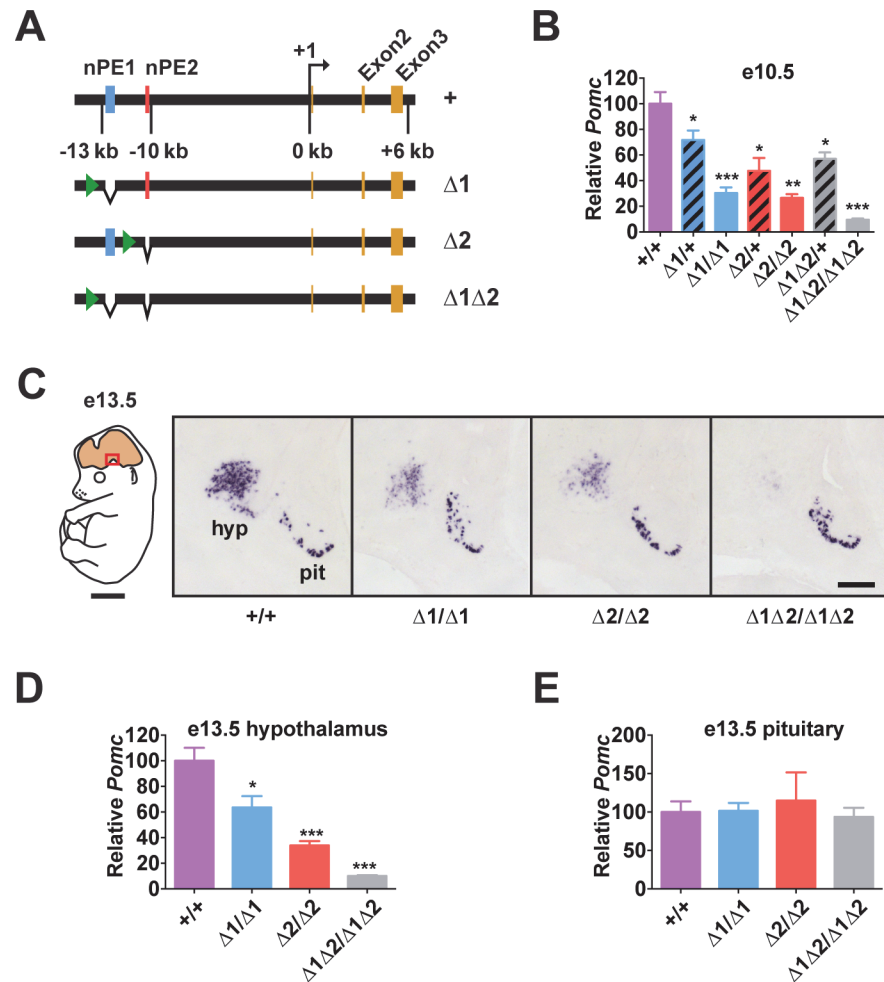 A
nPE1 nPE2 +1 Exon2 Exon3
+
-13 kb -10 kb 0 kb +6 kb
Δ1
Δ2
Δ1Δ2
B
e10.5
Relative Pomc
120
100
80
60
40
20
0
* *** * ** * ***
+/+ Δ1/+ Δ1/Δ1 Δ2/+ Δ2/Δ2 Δ1Δ2/+ Δ1Δ2/Δ1Δ2
C
e13.5
hyp
pit
+/+ Δ1/Δ1 Δ2/Δ2 Δ1Δ2/Δ1Δ2
D
e13.5 hypothalamus
Relative Pomc
120
100
80
60
40
20
0
* *** ***
+/+ Δ1/Δ1 Δ2/Δ2 Δ1Δ2/Δ1Δ2
E
e13.5 pituitary
Relative Pomc
200
150
100
50
0
+/+ Δ1/Δ1 Δ2/Δ2 Δ1Δ2/Δ1Δ2